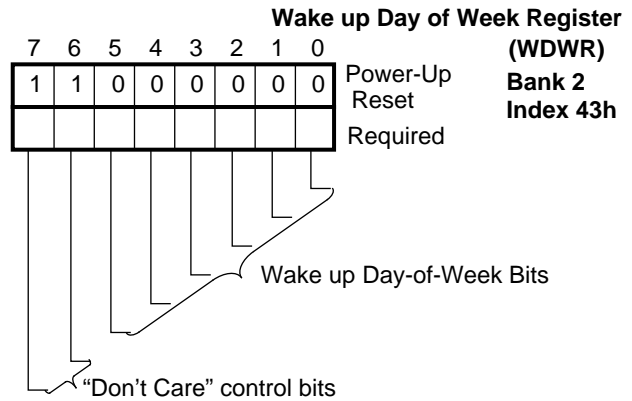 Wake up Day of Week Register
(WDWR)
Bank 2
Index 43h
7 6 5 4 3 2 1 0
1 1 0 0 0 0 0 0
Power-Up
Reset
Required
Wake up Day-of-Week Bits
“Don’t Care” control bits